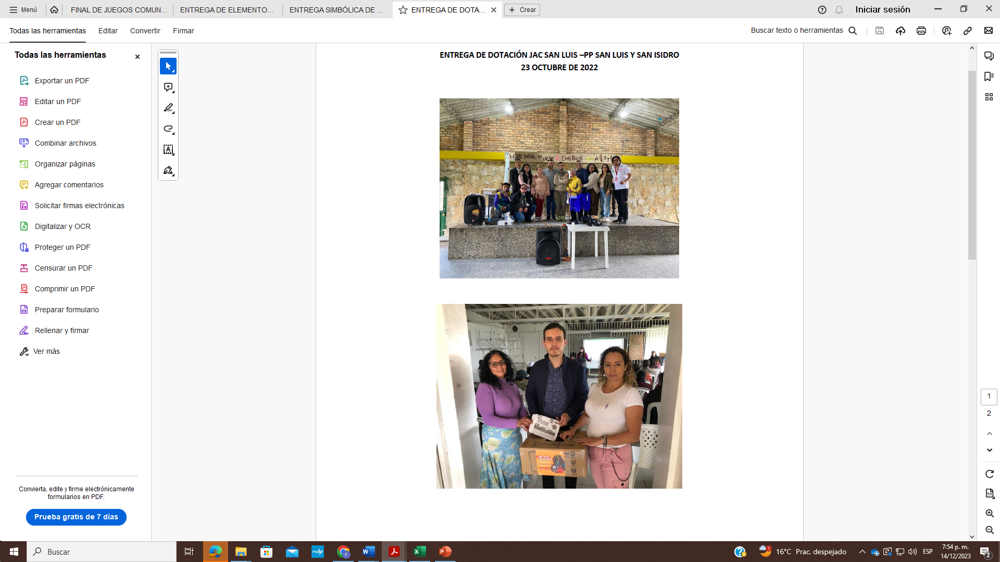 Menú
FINAL DE JUEGOS COMUN...
ENTREGA DE ELEMENTO...
ENTREGA SIMBÓLICA DE ...
ENTREGA DE DOTA...
Crear
Iniciar sesión
Todas las herramientas
Editar
Convertir
Firmar
Buscar texto o herramientas
Todas las herramientas
Exportar un PDF
Editar un PDF
Crear un PDF
Combinar archivos
Organizar páginas
Agregar comentarios
Solicitar firmas electrónicas
Digitalizar y OCR
Proteger un PDF
Censurar un PDF
Comprimir un PDF
Preparar formulario
Rellenar y firmar
Ver más
Convierta, edite y firme electrónicamente
formularios en PDF.
Prueba gratis de 7 días
ENTREGA DE DOTACIÓN JAC SAN LUIS –PP SAN LUIS Y SAN ISIDRO
23 OCTUBRE DE 2022
A ESTE LUGAR SE VIENE A CONSTRUIR
1
2
Buscar
16°C Prac. despejado
ESP
7:54 p. m.
14/12/2023
2